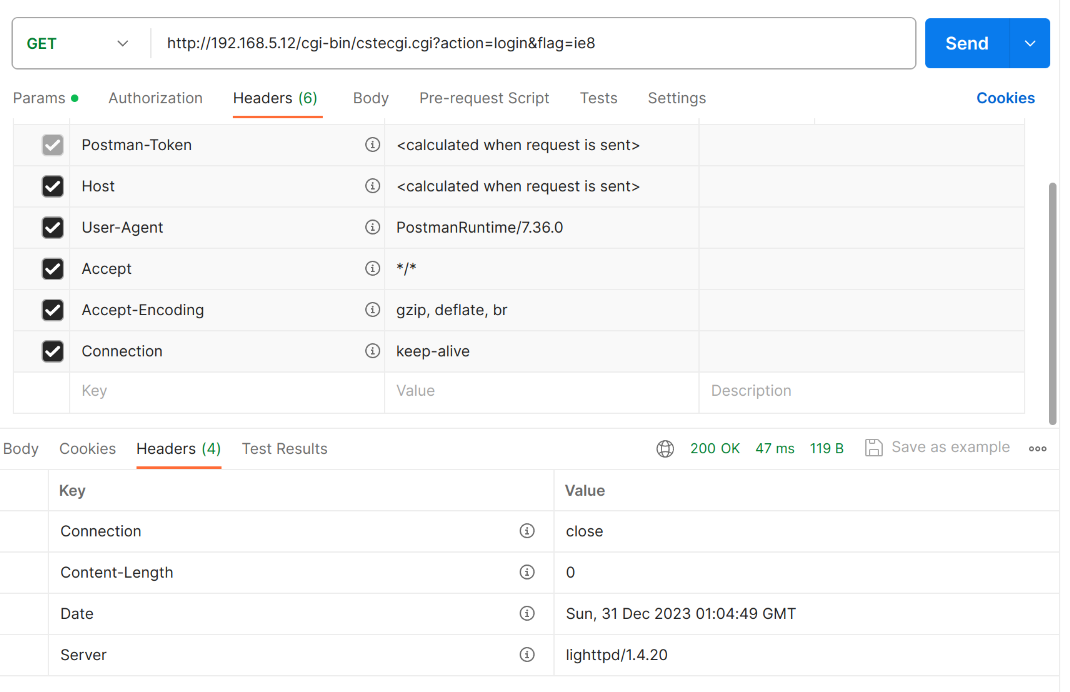 GET http://192.168.5.12/cgi-bin/cstecgi.cgi?action=login&flag=ie8 Send
Params Authorization Headers (6) Body Pre-request Script Tests Settings Cookies
Postman-Token <calculated when request is sent>
Host <calculated when request is sent>
User-Agent PostmanRuntime/7.36.0
Accept */*
Accept-Encoding gzip, deflate, br
Connection keep-alive
Key Value Description
Body Cookies Headers (4) Test Results 200 OK 47 ms 119 B Save as example
Key Value
Connection close
Content-Length 0
Date Sun, 31 Dec 2023 01:04:49 GMT
Server lighttpd/1.4.20